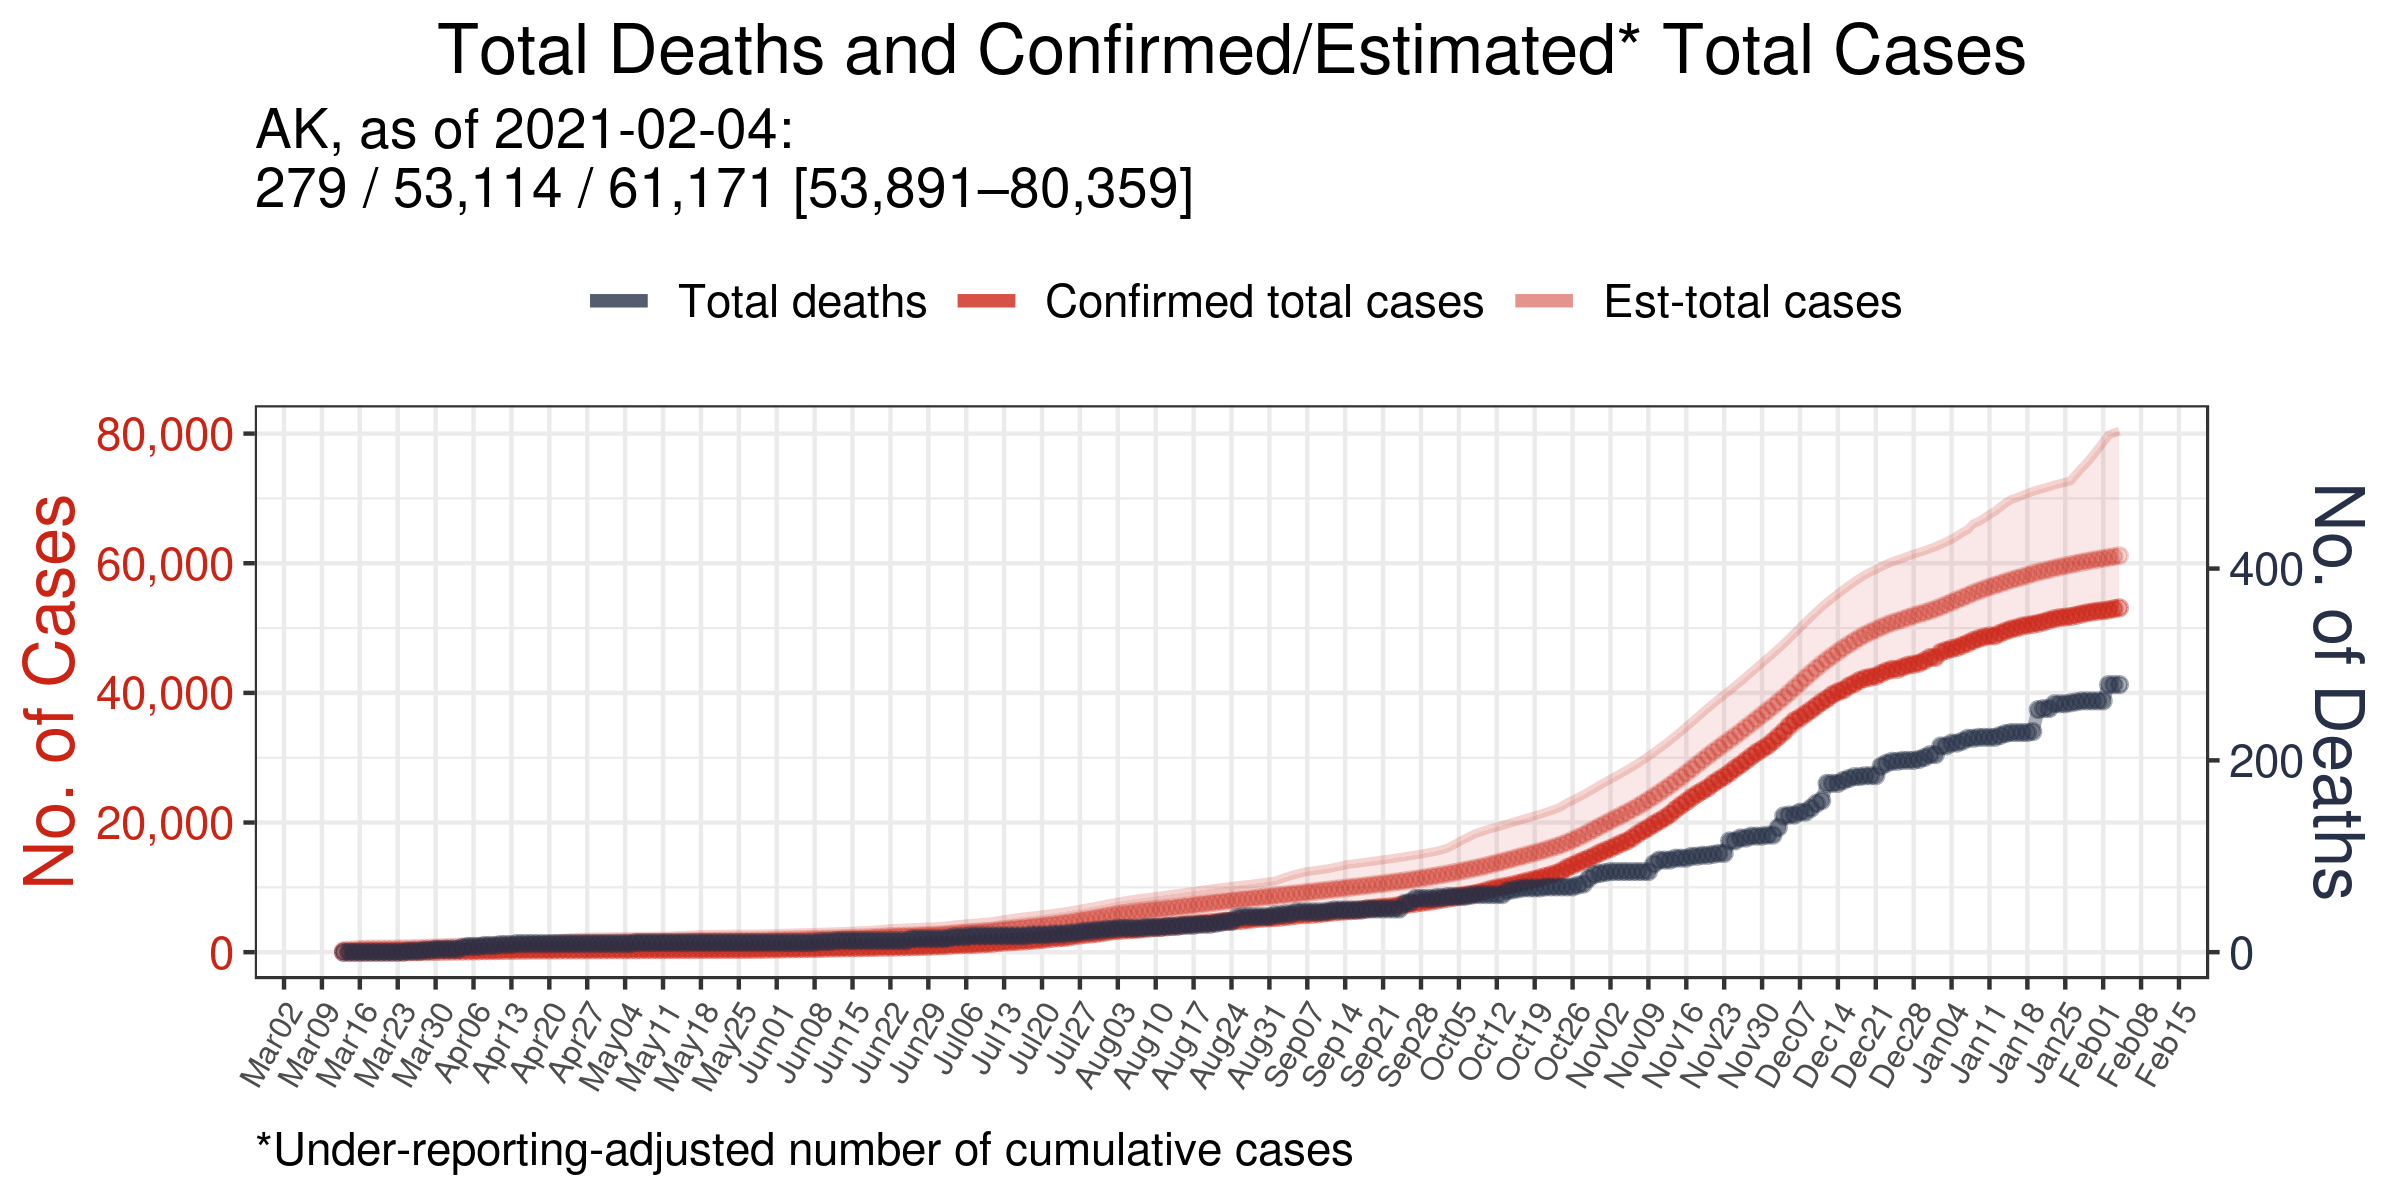 Total Deaths and Confirmed/Estimated* Total Cases
AK, as of 2021-02-04:
279 / 53,114 / 61,171 [53,891–80,359]
Total deaths
Confirmed total cases
Est-total cases
No. of Cases
80,000
60,000
40,000
20,000
0
400
200
0
No. of Deaths
Mar02
Mar09
Mar16
Mar23
Mar30
Apr06
Apr13
Apr20
Apr27
May04
May11
May18
May25
Jun01
Jun08
Jun15
Jun22
Jun29
Jul06
Jul13
Jul20
Jul27
Aug03
Aug10
Aug17
Aug24
Aug31
Sep07
Sep14
Sep21
Sep28
Oct05
Oct12
Oct19
Oct26
Nov02
Nov09
Nov16
Nov23
Nov30
Dec07
Dec14
Dec21
Dec28
Jan04
Jan11
Jan18
Jan25
Feb01
Feb08
Feb15
*Under-reporting-adjusted number of cumulative cases